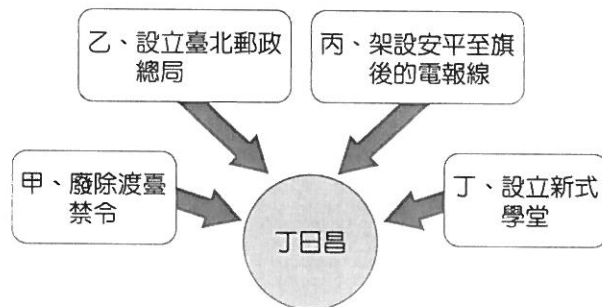 乙、設立臺北郵政
總局
丙、架設安平至旗
後的電報線
甲、廢除渡臺
禁令
丁日昌
丁、設立新式
學堂